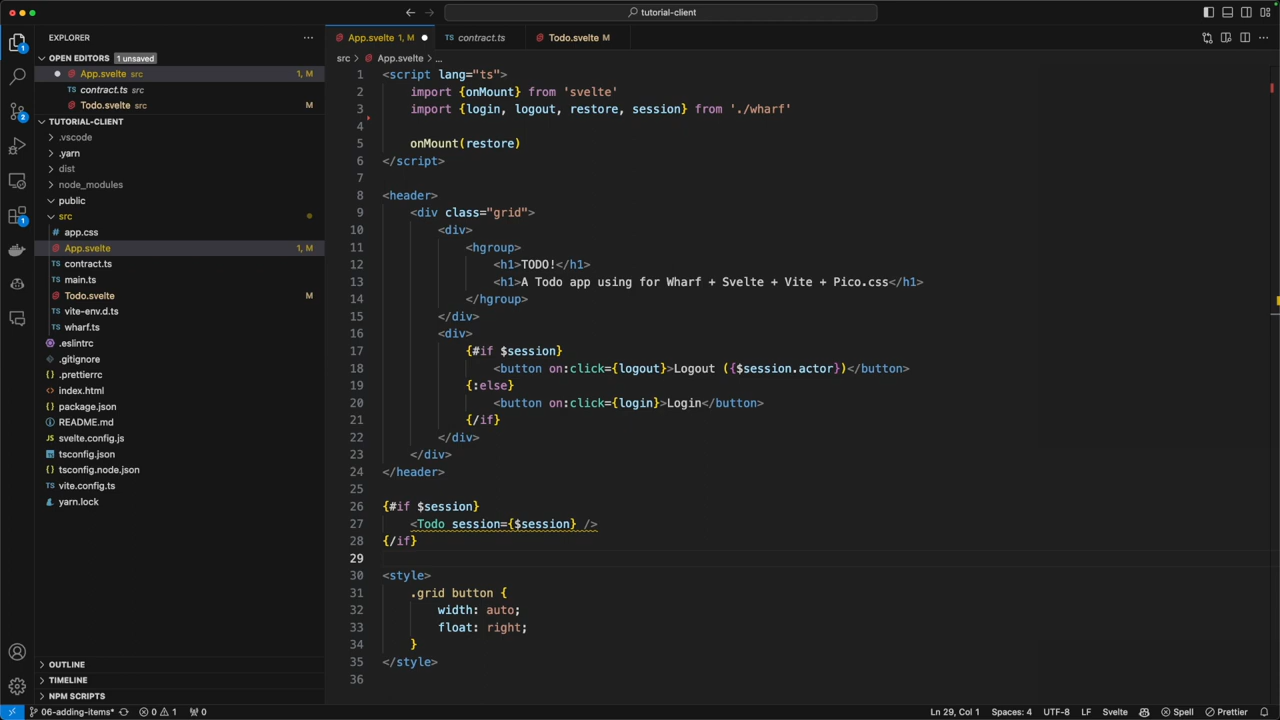 tutorial-client
EXPLORER
OPEN EDITORS 1 unsaved
App.svelte src 1, M
contract.ts src
Todo.svelte src M
TUTORIAL-CLIENT
.vscode
.yarn
dist
node_modules
public
src
app.css
App.svelte 1, M
contract.ts
main.ts
Todo.svelte M
vite-env.d.ts
wharf.ts
.eslintrc
.gitignore
.prettierrc
index.html
package.json
README.md
svelte.config.js
tsconfig.json
tsconfig.node.json
vite.config.ts
yarn.lock
OUTLINE
TIMELINE
NPM SCRIPTS
App.svelte 1, M contract.ts Todo.svelte M
src > App.svelte > ...
1 <script lang="ts">
2 import {onMount} from 'svelte'
3 import {login, logout, restore, session} from './wharf'
4
5 onMount(restore)
6 </script>
7
8 <header>
9 <div class="grid">
10 <div>
11 <hgroup>
12 <h1>TODO!</h1>
13 <h1>A Todo app using for Wharf + Svelte + Vite + Pico.css</h1>
14 </hgroup>
15 </div>
16 <div>
17 {#if $session}
18 <button on:click={logout}>Logout ({$session.actor})</button>
19 {:else}
20 <button on:click={login}>Login</button>
21 {/if}
22 </div>
23 </div>
24 </header>
25
26 {#if $session}
27 <Todo session={$session} />
28 {/if}
29
30 <style>
31 .grid button {
32 width: auto;
33 float: right;
34 }
35 </style>
36
1
2
1
06-adding-items* 0 1 0 Ln 29, Col 1 Spaces: 4 UTF-8 LF Svelte Spell Prettier